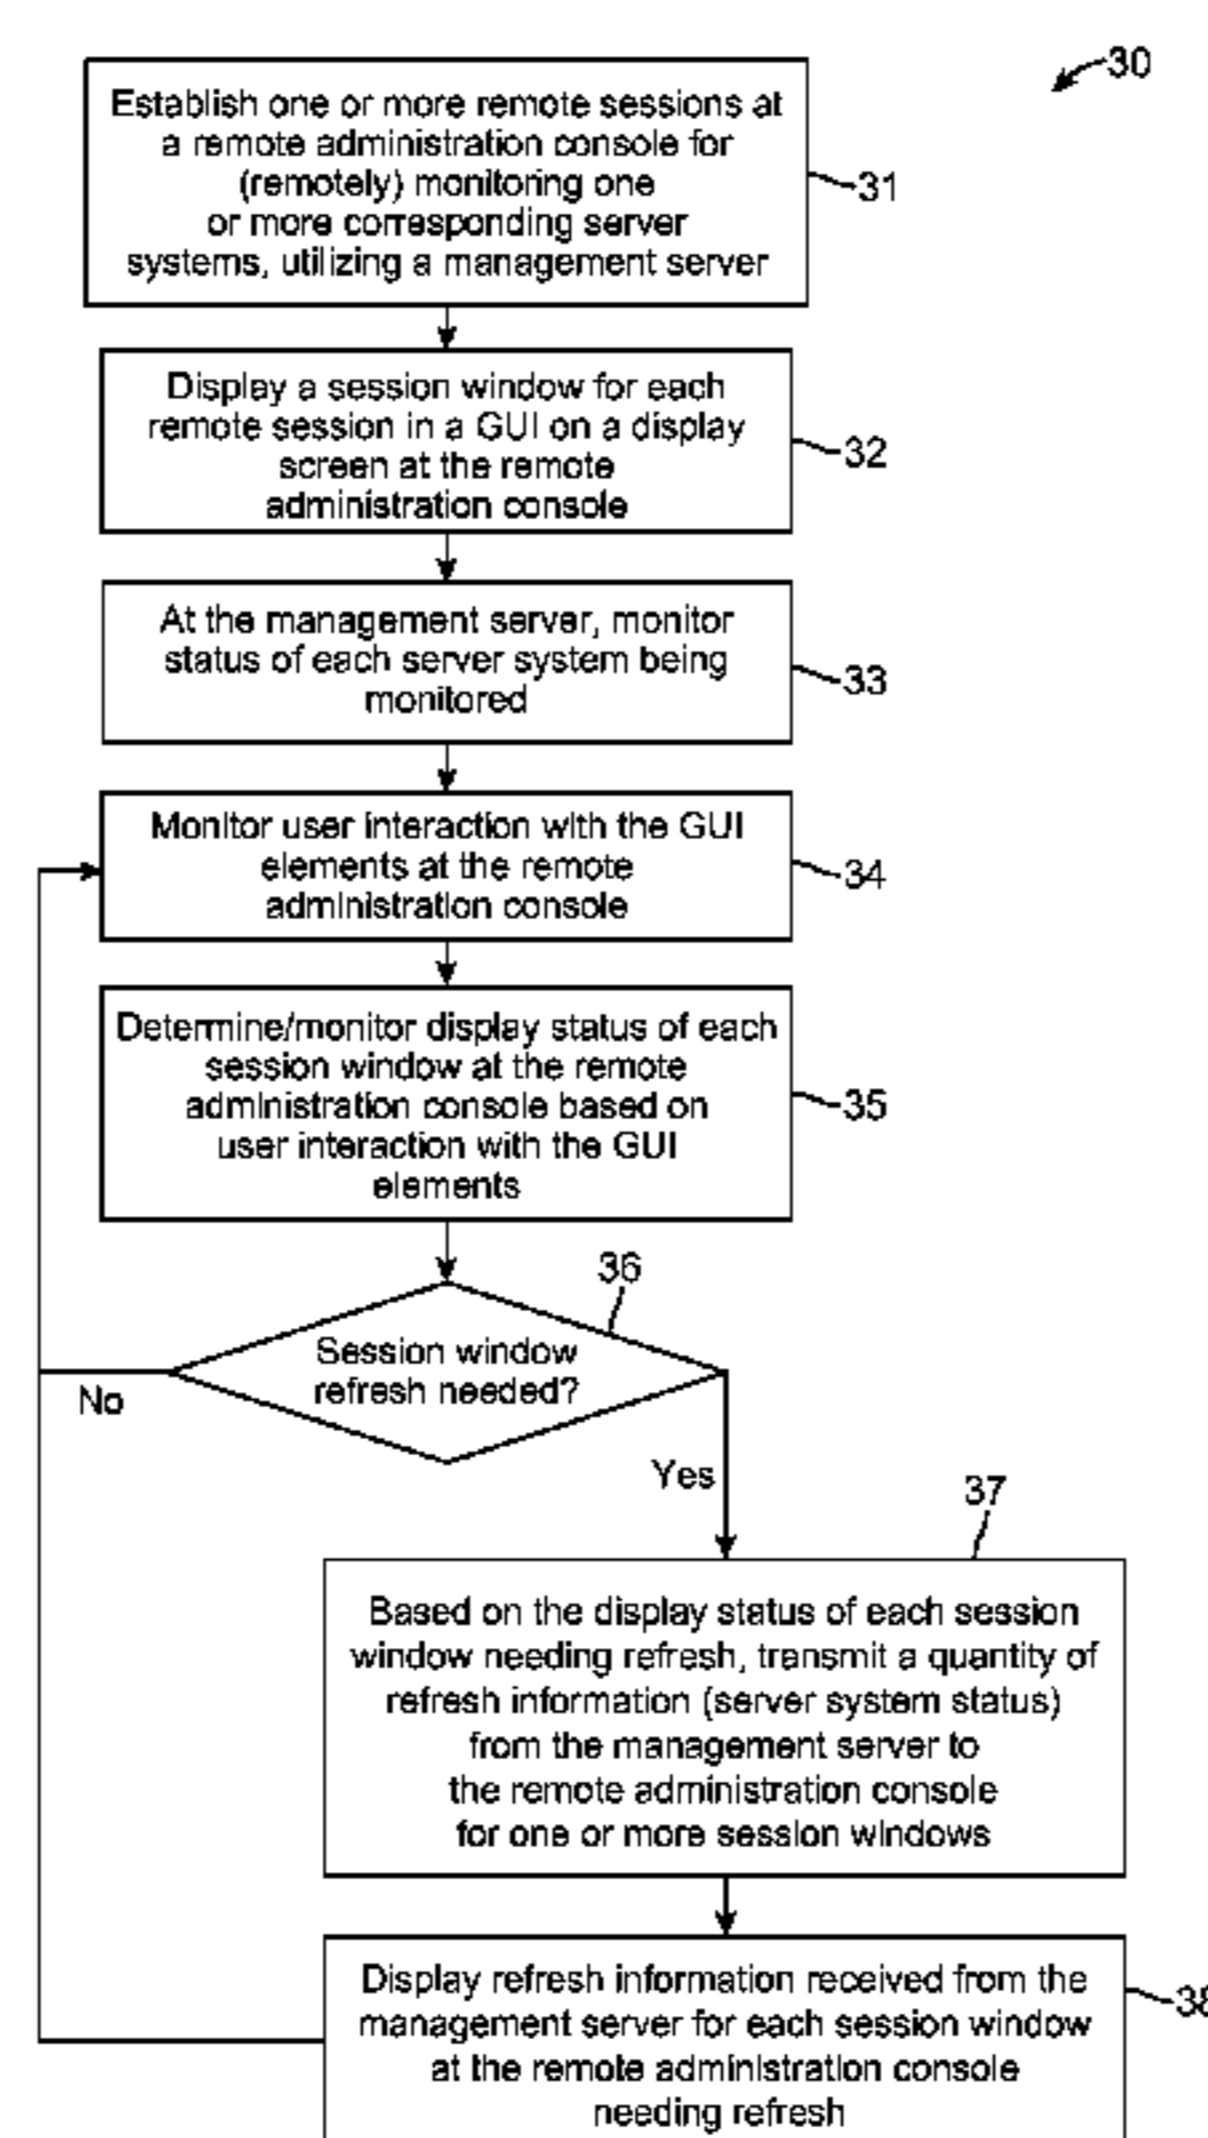 30
Establish one or more remote sessions at
a remote administration console for
(remotely) monitoring one
or more corresponding server
systems, utilizing a management server
31
Display a session window for each
remote session in a GUI on a display
screen at the remote
administration console
32
At the management server, monitor
status of each server system being
monitored
33
Monitor user interaction with the GUI
elements at the remote
administration console
34
Determine/monitor display status of each
session window at the remote
administration console based on
user interaction with the GUI
elements
35
36
Session window
refresh needed?
No
Yes
37
Based on the display status of each session
window needing refresh, transmit a quantity of
refresh information (server system status)
from the management server to
the remote administration console
for one or more session windows
Display refresh information received from the
management server for each session window
at the remote administration console
needing refresh
38